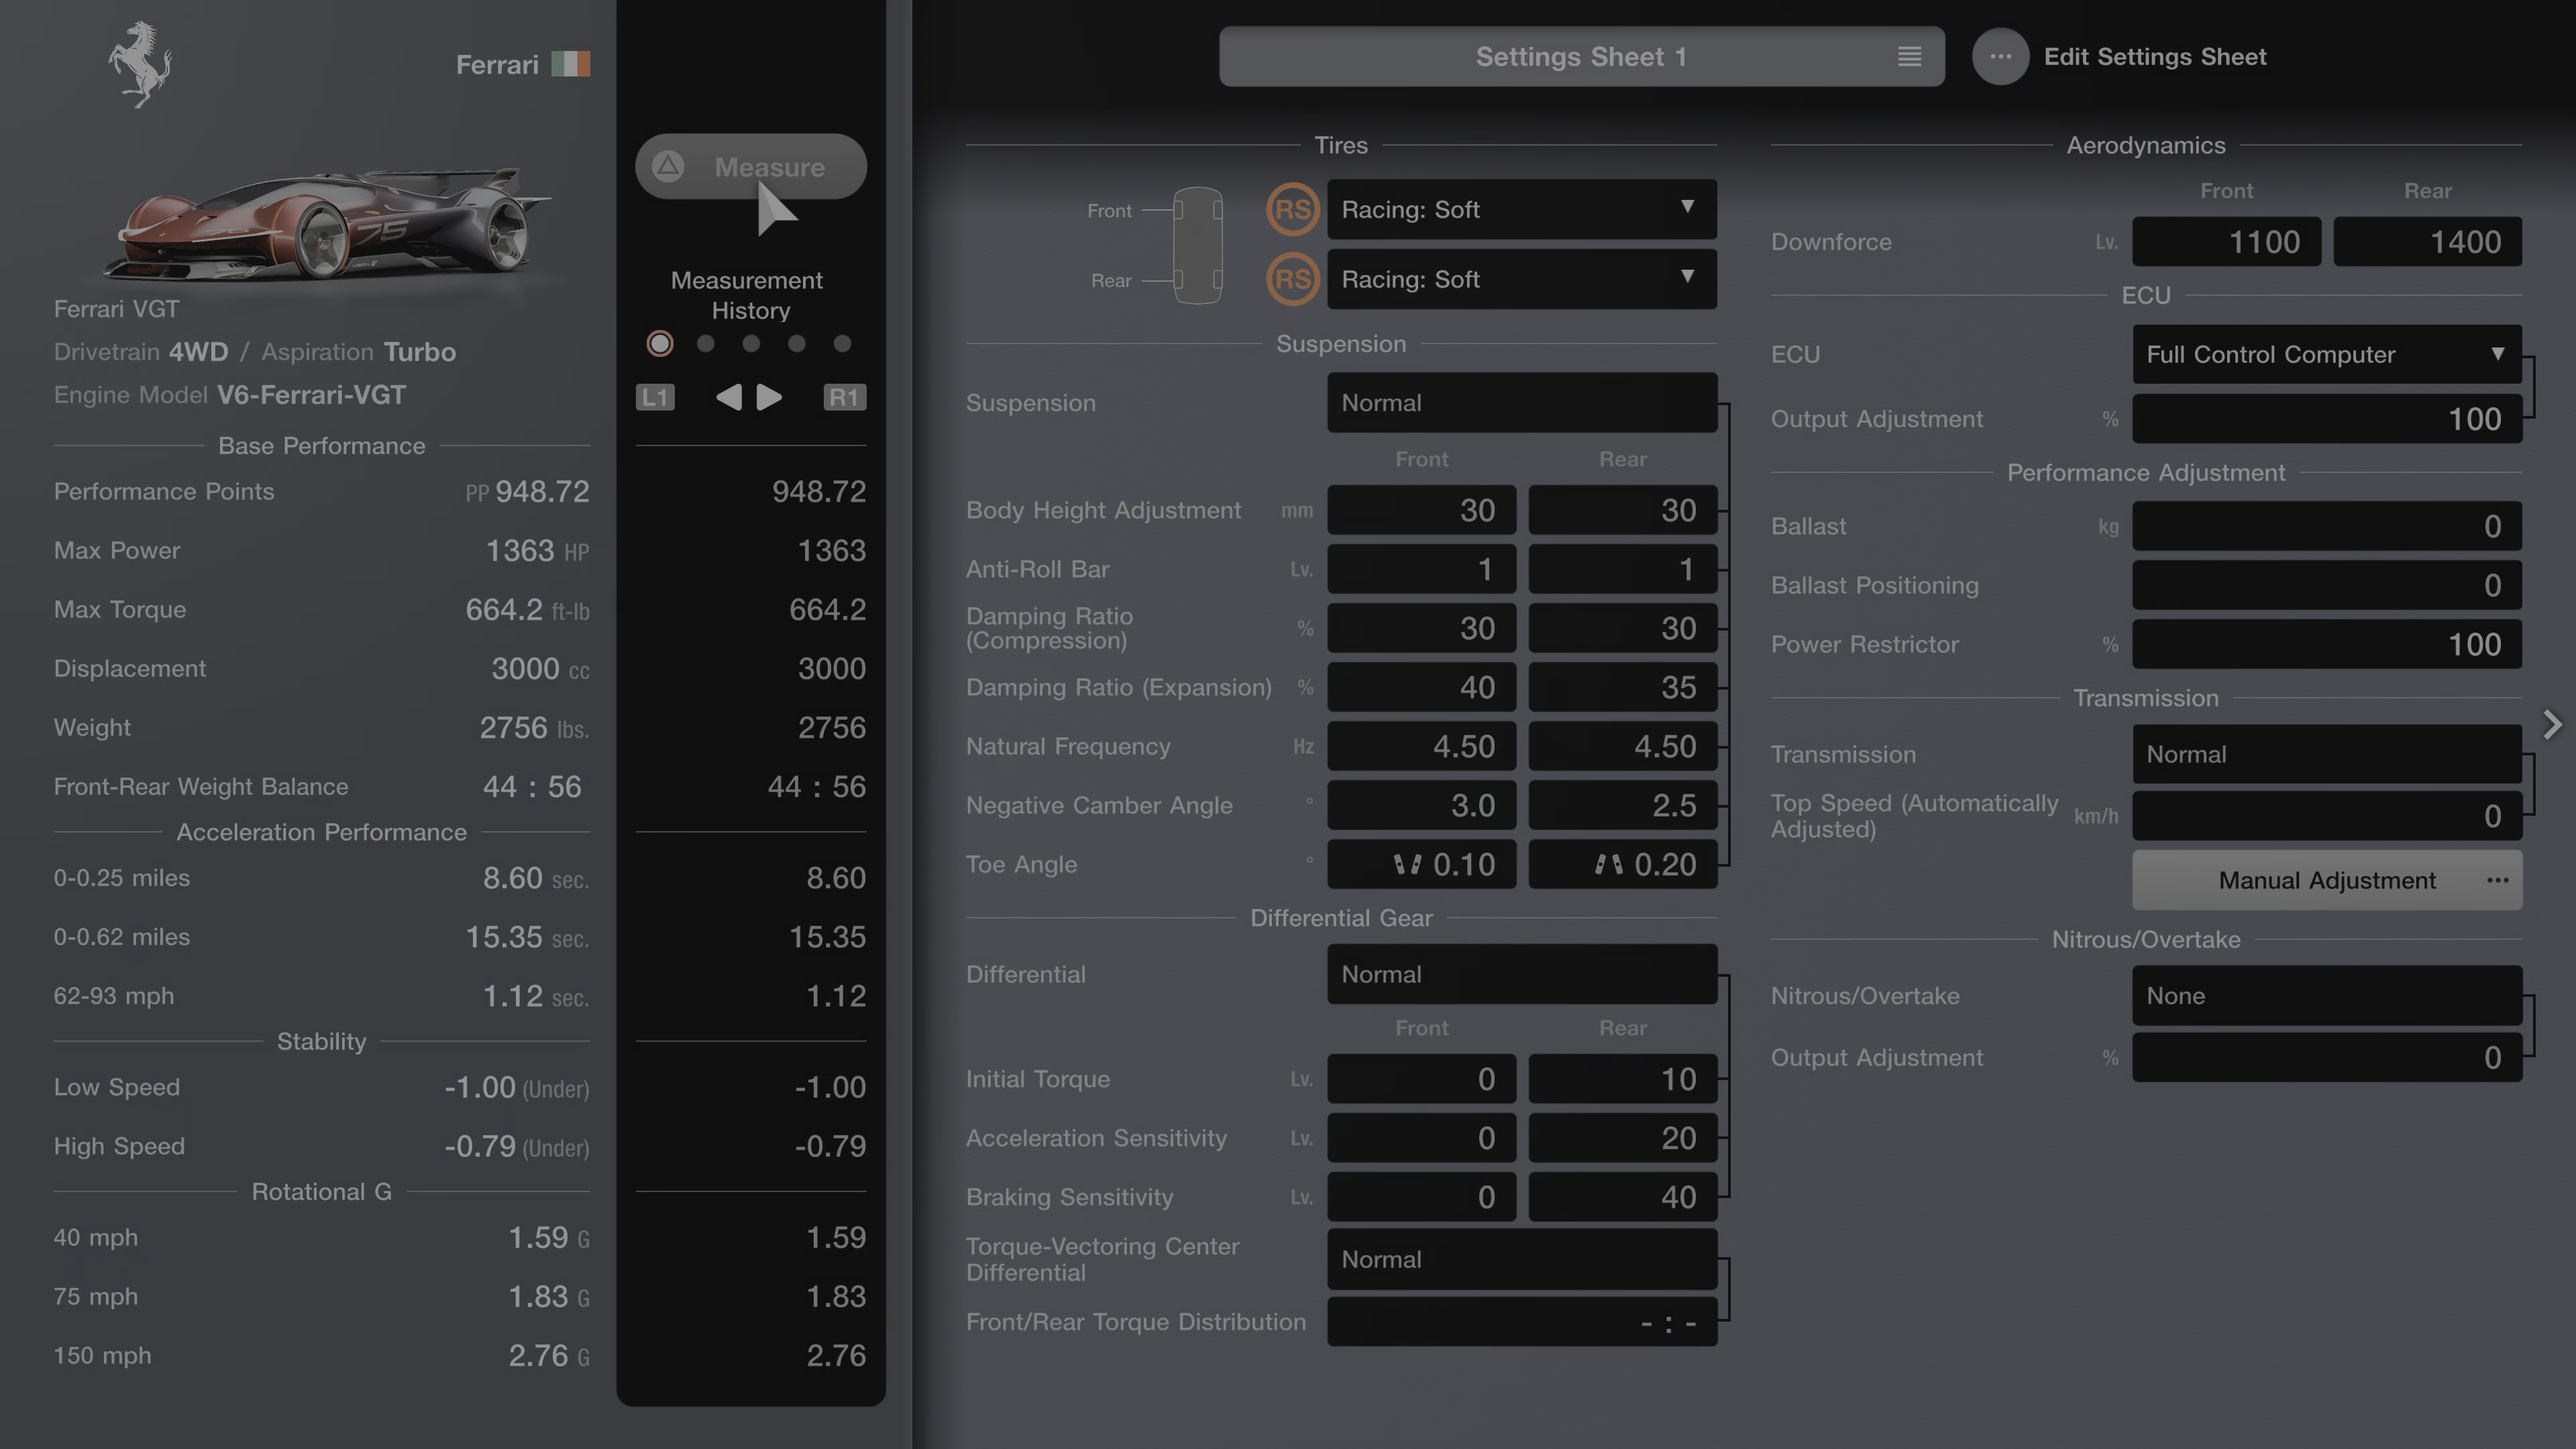 Ferrari
Ferrari VGT
Drivetrain 4WD / Aspiration Turbo
Engine Model V6-Ferrari-VGT
Base Performance
Performance Points PP 948.72
Max Power 1363 HP
Max Torque 664.2 ft-lb
Displacement 3000 cc
Weight 2756 lbs.
Front-Rear Weight Balance 44 : 56
Acceleration Performance
0-0.25 miles 8.60 sec.
0-0.62 miles 15.35 sec.
62-93 mph 1.12 sec.
Stability
Low Speed -1.00 (Under)
High Speed -0.79 (Under)
Rotational G
40 mph 1.59 G
75 mph 1.83 G
150 mph 2.76 G
Measure
Measurement
History
L1 R1
948.72
1363
664.2
3000
2756
44 : 56
8.60
15.35
1.12
-1.00
-0.79
1.59
1.83
2.76
Settings Sheet 1
Edit Settings Sheet
Tires
Front RS Racing: Soft
Rear RS Racing: Soft
Suspension
Suspension Normal
Front Rear
Body Height Adjustment mm 30 30
Anti-Roll Bar Lv. 1 1
Damping Ratio
(Compression) % 30 30
Damping Ratio (Expansion) % 40 35
Natural Frequency Hz 4.50 4.50
Negative Camber Angle ° 3.0 2.5
Toe Angle ° 0.10 0.20
Differential Gear
Differential Normal
Front Rear
Initial Torque Lv. 0 10
Acceleration Sensitivity Lv. 0 20
Braking Sensitivity Lv. 0 40
Torque-Vectoring Center
Differential Normal
Front/Rear Torque Distribution - : -
Aerodynamics
Front Rear
Downforce Lv. 1100 1400
ECU
ECU Full Control Computer
Output Adjustment % 100
Performance Adjustment
Ballast kg 0
Ballast Positioning 0
Power Restrictor % 100
Transmission
Transmission Normal
Top Speed (Automatically
Adjusted) km/h 0
Manual Adjustment
Nitrous/Overtake
Nitrous/Overtake None
Output Adjustment % 0
75